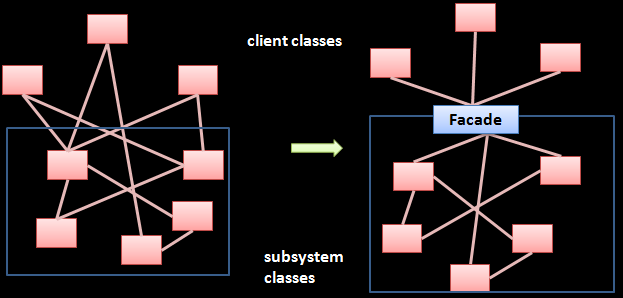 client classes
Facade
subsystem
classes